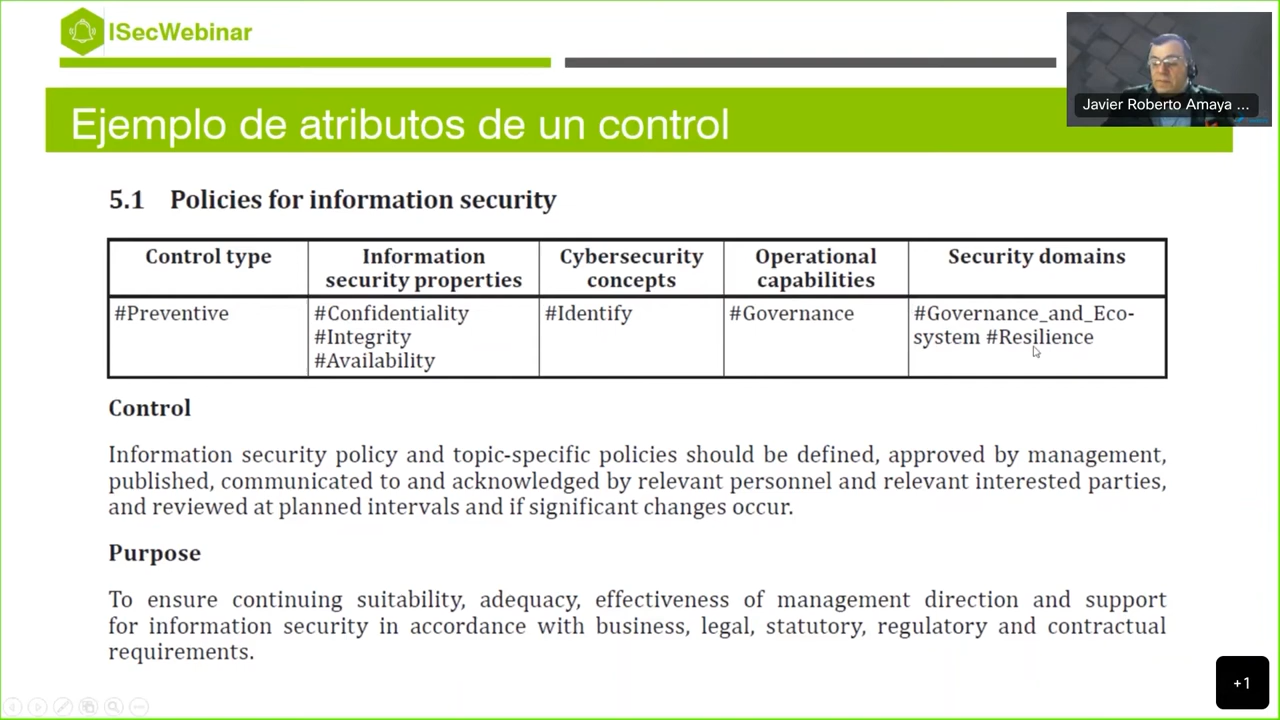 ISecWebinar
Javier Roberto Amaya ...
Ejemplo de atributos de un control
5.1 Policies for information security
Control type
Information
security properties
Cybersecurity
concepts
Operational
capabilities
Security domains
#Preventive
#Confidentiality
#Integrity
#Availability
#Identify
#Governance
#Governance_and_Eco-
system #Resilience
Control
Information security policy and topic-specific policies should be defined, approved by management,
published, communicated to and acknowledged by relevant personnel and relevant interested parties,
and reviewed at planned intervals and if significant changes occur.
Purpose
To ensure continuing suitability, adequacy, effectiveness of management direction and support
for information security in accordance with business, legal, statutory, regulatory and contractual
requirements.
+1